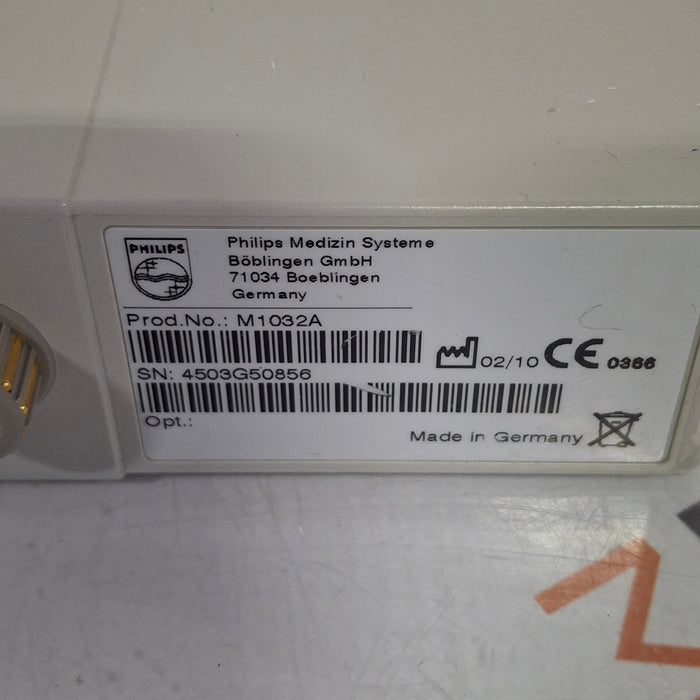 PHILIPS
Philips Medizin Systeme
Böblingen GmbH
71034 Boeblingen
Germany
Prod.No.: M1032A
02/10 CE 0366
SN: 4503G50856
Opt.:
Made in Germany